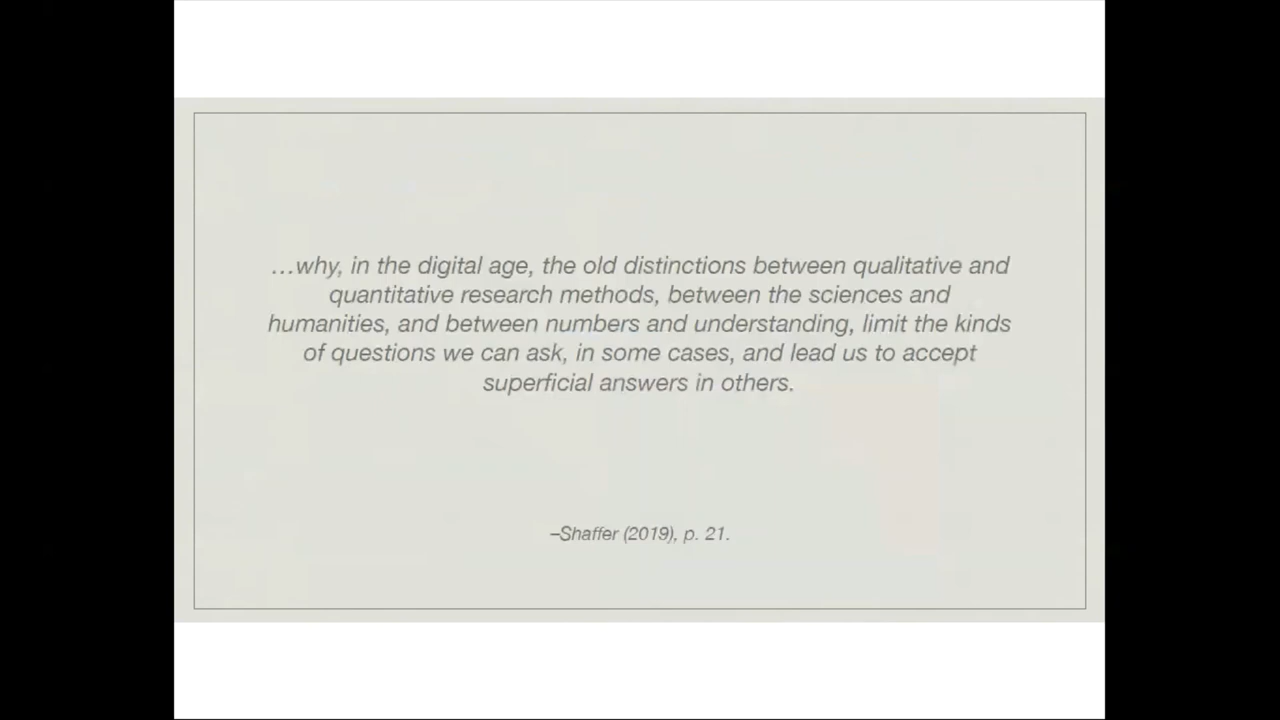 …why, in the digital age, the old distinctions between qualitative and
quantitative research methods, between the sciences and
humanities, and between numbers and understanding, limit the kinds
of questions we can ask, in some cases, and lead us to accept
superficial answers in others.
–Shaffer (2019), p. 21.